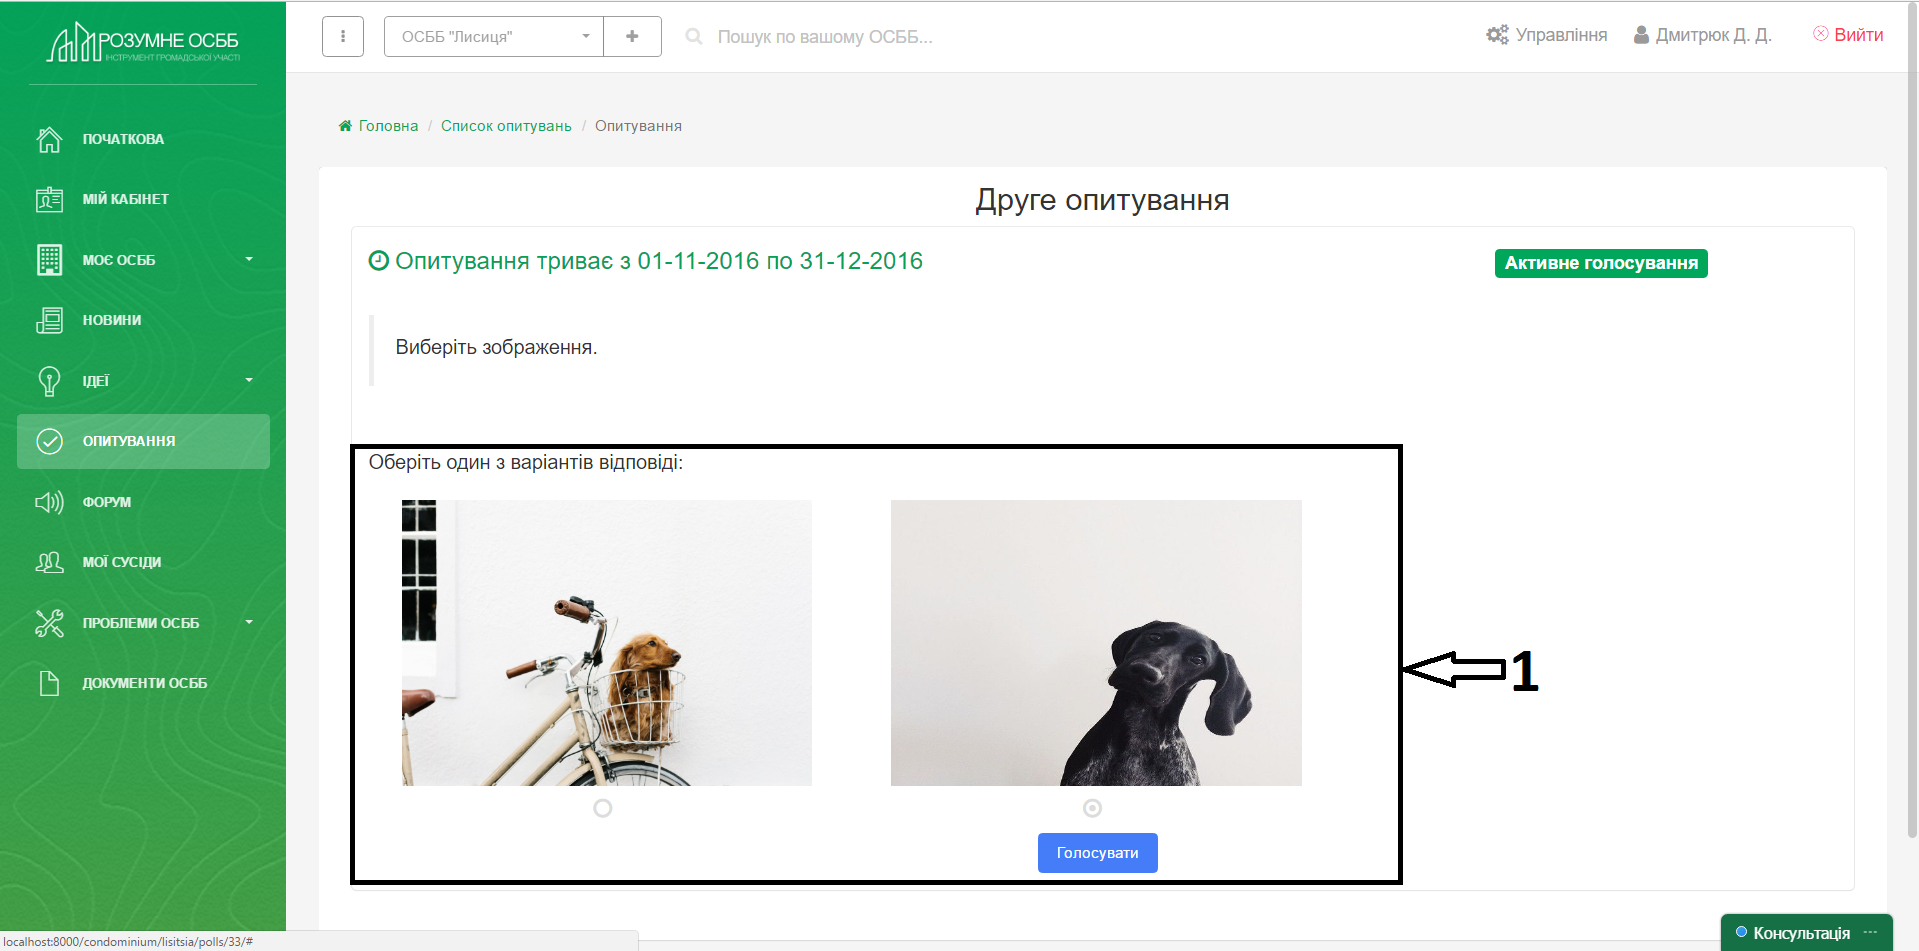 РОЗУМНЕ ОСББ
ІНСТРУМЕНТ ГРОМАДСЬКОЇ УЧАСТІ
ПОЧАТКОВА
МІЙ КАБІНЕТ
МОЄ ОСББ
НОВИНИ
ІДЕЇ
ОПИТУВАННЯ
ФОРУМ
МОЇ СУСІДИ
ПРОБЛЕМИ ОСББ
ДОКУМЕНТИ ОСББ
ОСББ "Лисиця"
Пошук по вашому ОСББ...
Управління
Дмитрюк Д. Д.
Вийти
Головна / Список опитувань / Опитування
Друге опитування
Опитування триває з 01-11-2016 по 31-12-2016
Активне голосування
Виберіть зображення.
Оберіть один з варіантів відповіді:
1
Голосувати
Консультація
localhost:8000/condominium/lisitsia/polls/33/#